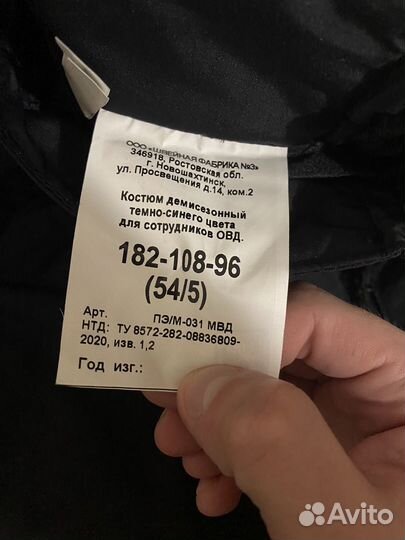 ООО «ШВЕЙНАЯ ФАБРИКА №3»
346918, Ростовская обл.
г. Новошахтинск,
ул. Просвещения д.14, ком.2
Костюм демисезонный
темно-синего цвета
для сотрудников ОВД.
182-108-96
(54/5)
Арт. ПЭ/М-031 МВД
НТД: ТУ 8572-282-08836809-
2020, изв. 1,2
Год изг.:
Avito